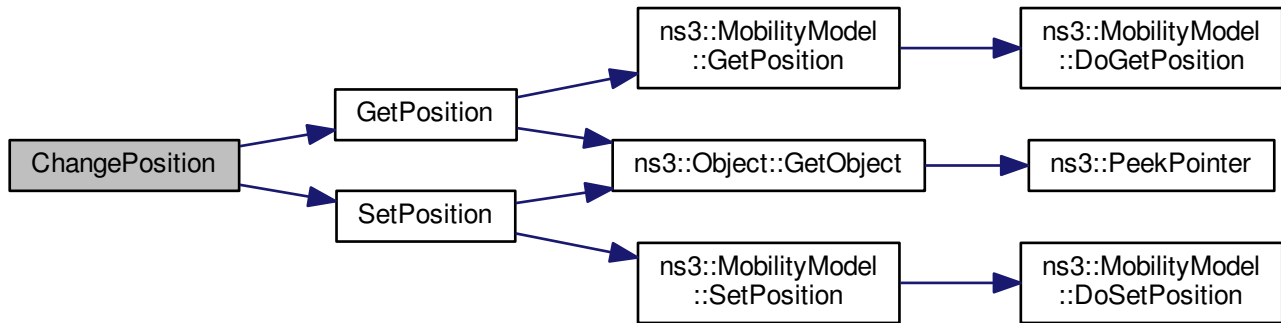 ChangePosition
GetPosition
SetPosition
ns3::MobilityModel
::GetPosition
ns3::Object::GetObject
ns3::MobilityModel
::SetPosition
ns3::MobilityModel
::DoGetPosition
ns3::PeekPointer
ns3::MobilityModel
::DoSetPosition